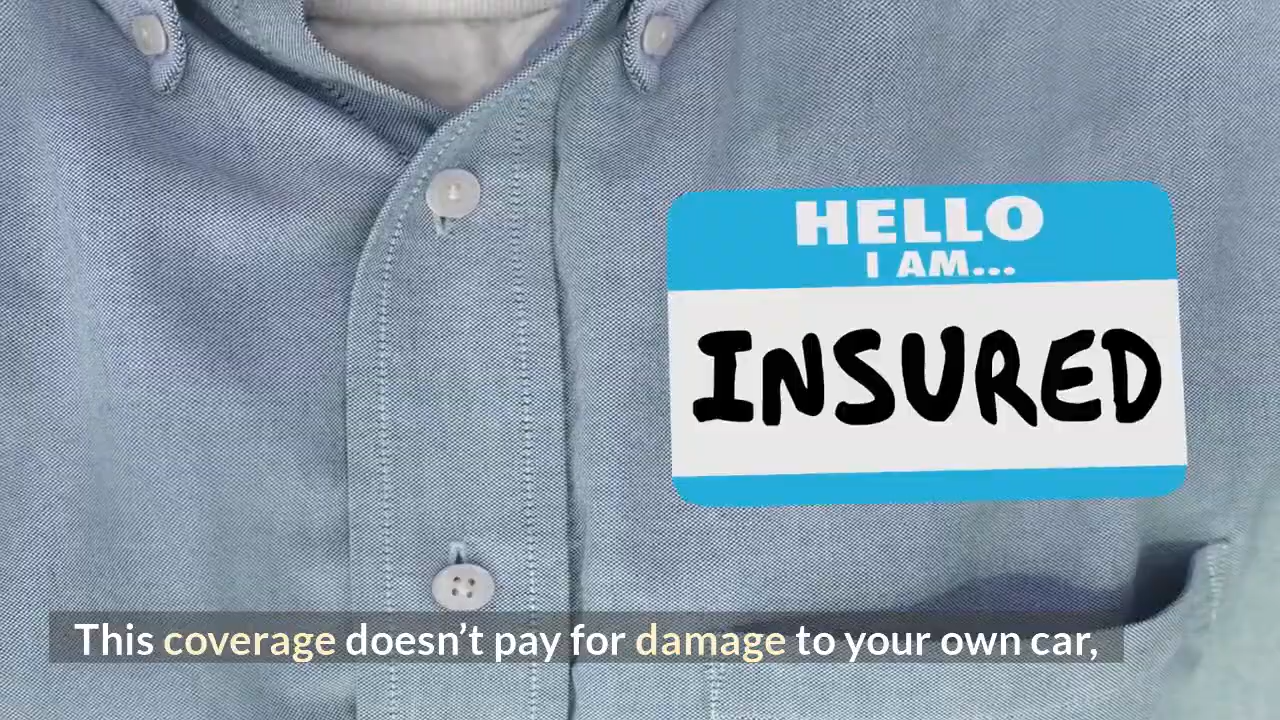 HELLO
I AM...
INSURED
This coverage doesn’t pay for damage to your own car,